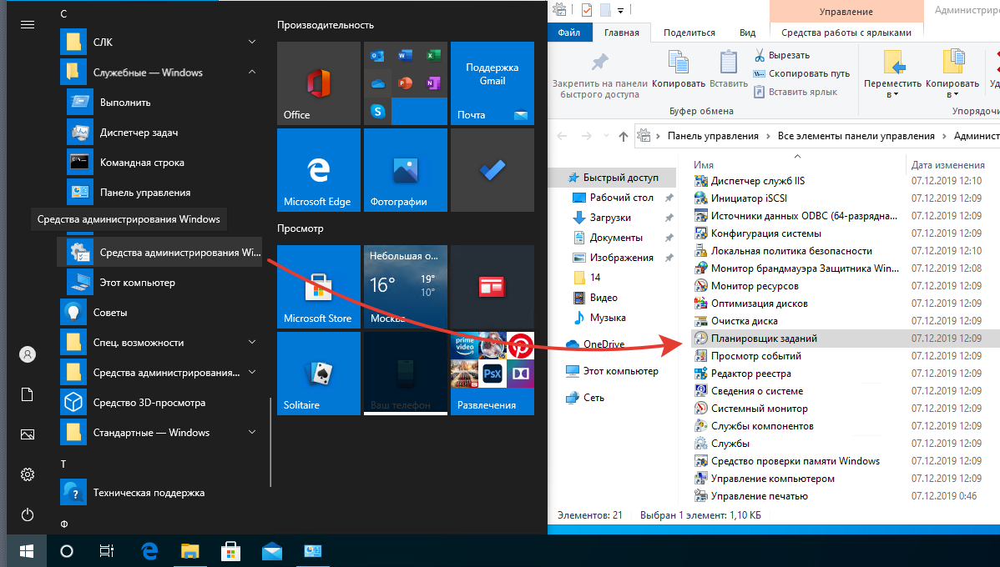 С
СЛК
Служебные — Windows
Выполнить
Диспетчер задач
Командная строка
Панель управления
Средства администрирования Windows
Средства администрирования Wi...
Этот компьютер
Советы
Спец. возможности
Средства администрирования...
Средство 3D-просмотра
Стандартные — Windows
Т
Техническая поддержка
Ф
Производительность
Office
Поддержка
Gmail
Почта
Microsoft Edge
Фотографии
Просмотр
Microsoft Store
Небольшая о...
16°
19°
10°
Москва
Solitaire
Ваш телефон
prime
video
Развлечения
Управление
Файл
Главная
Поделиться
Вид
Средства работы с ярлыками
Закрепить на панели
быстрого доступа
Копировать
Вставить
Вырезать
Скопировать путь
Вставить ярлык
Буфер обмена
Переместить
в
Копировать
в
Панель управления
Все элементы панели управления
Быстрый доступ
Рабочий стол
Загрузки
Документы
Изображения
14
Видео
Музыка
OneDrive
Этот компьютер
Сеть
Имя
Дата изменения
Диспетчер служб IIS 07.12.2019 12:10
Инициатор iSCSI 07.12.2019 12:09
Источники данных ODBC (64-разрядна... 07.12.2019 12:09
Конфигурация системы 07.12.2019 12:09
Локальная политика безопасности 07.12.2019 12:10
Монитор брандмауэра Защитника Win... 07.12.2019 12:08
Монитор ресурсов 07.12.2019 12:09
Оптимизация дисков 07.12.2019 12:09
Очистка диска 07.12.2019 12:09
Планировщик заданий 07.12.2019 12:09
Просмотр событий 07.12.2019 12:09
Редактор реестра 07.12.2019 12:09
Сведения о системе 07.12.2019 12:09
Системный монитор 07.12.2019 12:09
Службы компонентов 07.12.2019 12:09
Службы 07.12.2019 12:09
Средство проверки памяти Windows 07.12.2019 12:09
Управление компьютером 07.12.2019 12:09
Управление печатью 07.12.2019 0:46
Элементов: 21
Выбран 1 элемент: 1,10 КБ